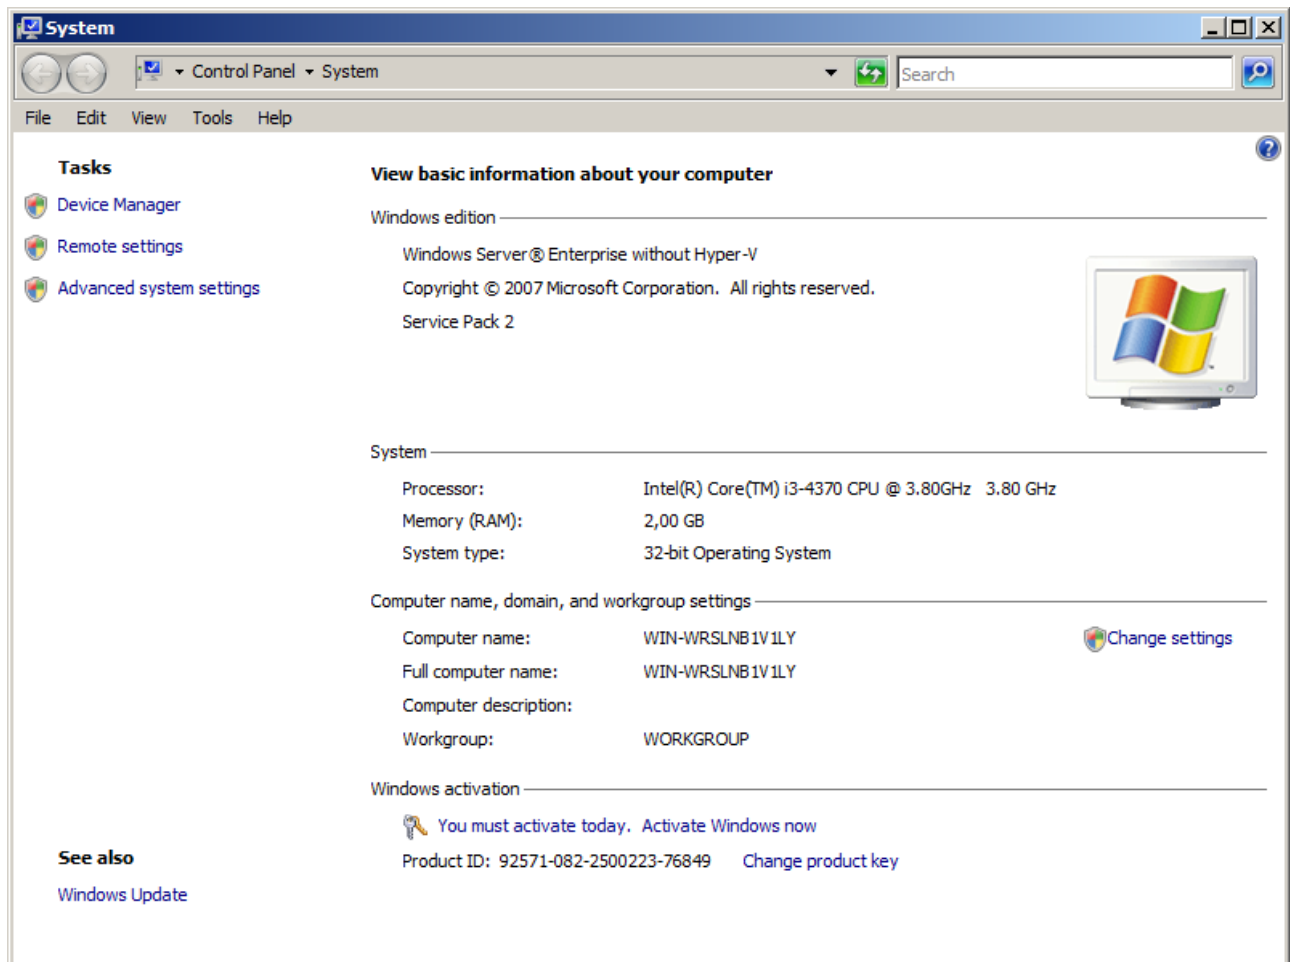 System
Control Panel System
Search
File Edit View Tools Help
Tasks
Device Manager
Remote settings
Advanced system settings
View basic information about your computer
Windows edition
Windows Server® Enterprise without Hyper-V
Copyright © 2007 Microsoft Corporation. All rights reserved.
Service Pack 2
System
Processor: Intel(R) Core(TM) i3-4370 CPU @ 3.80GHz 3.80 GHz
Memory (RAM): 2,00 GB
System type: 32-bit Operating System
Computer name, domain, and workgroup settings
Computer name: WIN-WRSLNB1V1LY Change settings
Full computer name: WIN-WRSLNB1V1LY
Computer description:
Workgroup: WORKGROUP
Windows activation
You must activate today. Activate Windows now
Product ID: 92571-082-2500223-76849 Change product key
See also
Windows Update